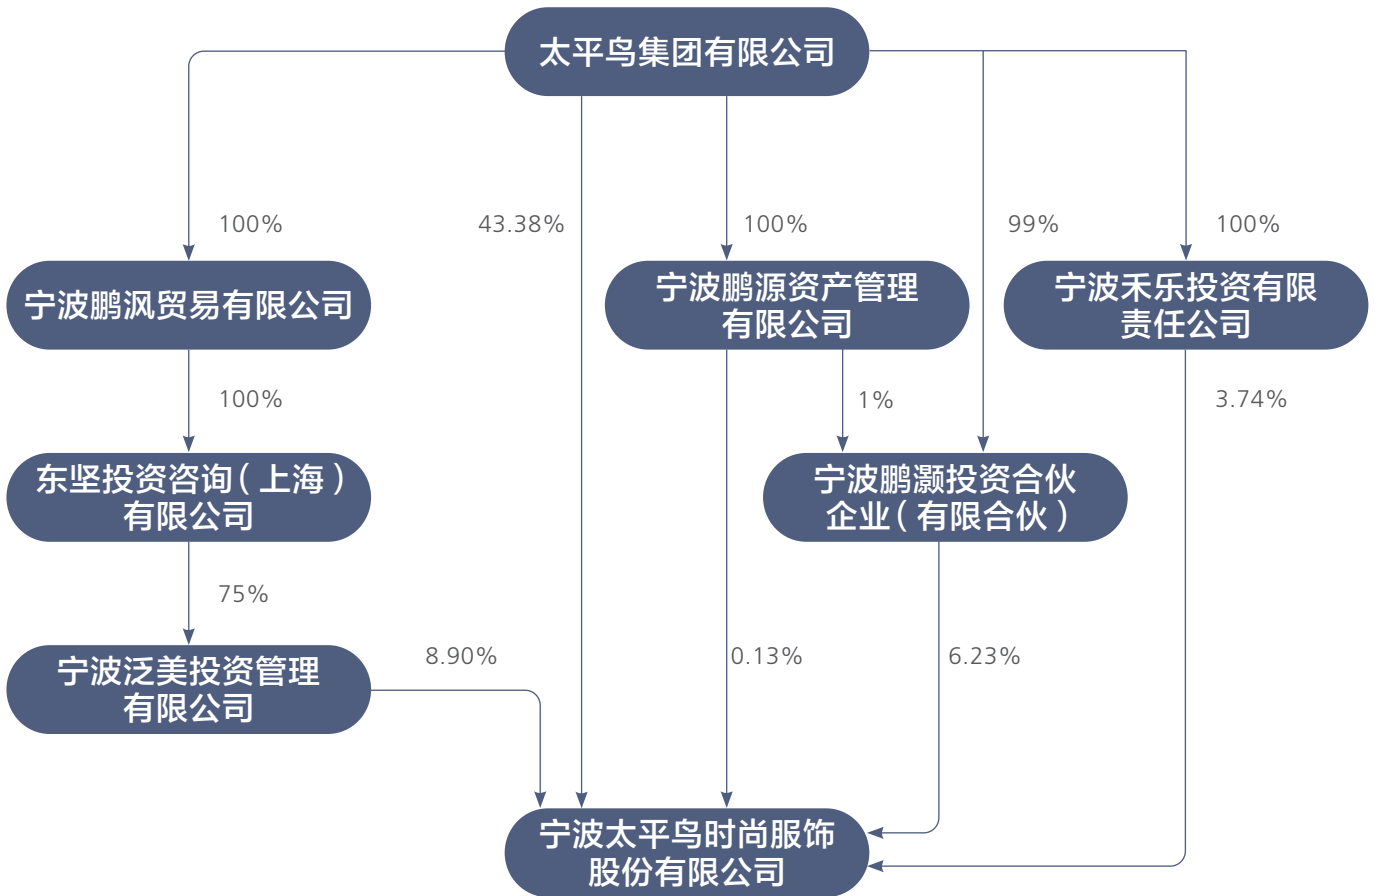 太平鸟集团有限公司
100%
43.38%
100%
99%
100%
宁波鹏沨贸易有限公司
宁波鹏源资产管理
有限公司
宁波禾乐投资有限
责任公司
100%
1%
3.74%
东坚投资咨询（上海）
有限公司
宁波鹏灏投资合伙
企业（有限合伙）
75%
8.90%
0.13%
6.23%
宁波泛美投资管理
有限公司
宁波太平鸟时尚服饰
股份有限公司